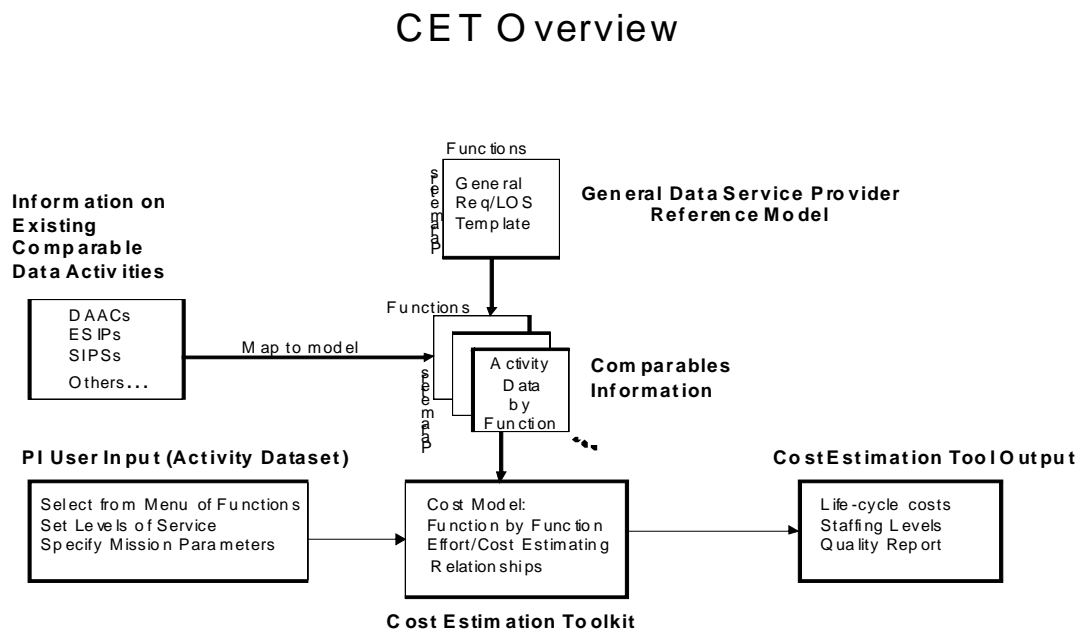 CET Overview
Functions
Parameters
General
Req/LOS
Template
General Data Service Provider
Reference Model
Information on
Existing
Comparable
Data Activities
DAACs
ESIPs
SIPSs
Others...
Map to model
Functions
Parameters
Activity
Data
by
Function
Comparables
Information
PI User Input (Activity Dataset)
Select from Menu of Functions
Set Levels of Service
Specify Mission Parameters
Cost Model:
Function by Function
Effort/Cost Estimating
Relationships
Cost Estimation Toolkit
Cost Estimation Tool Output
Life-cycle costs
Staffing Levels
Quality Report